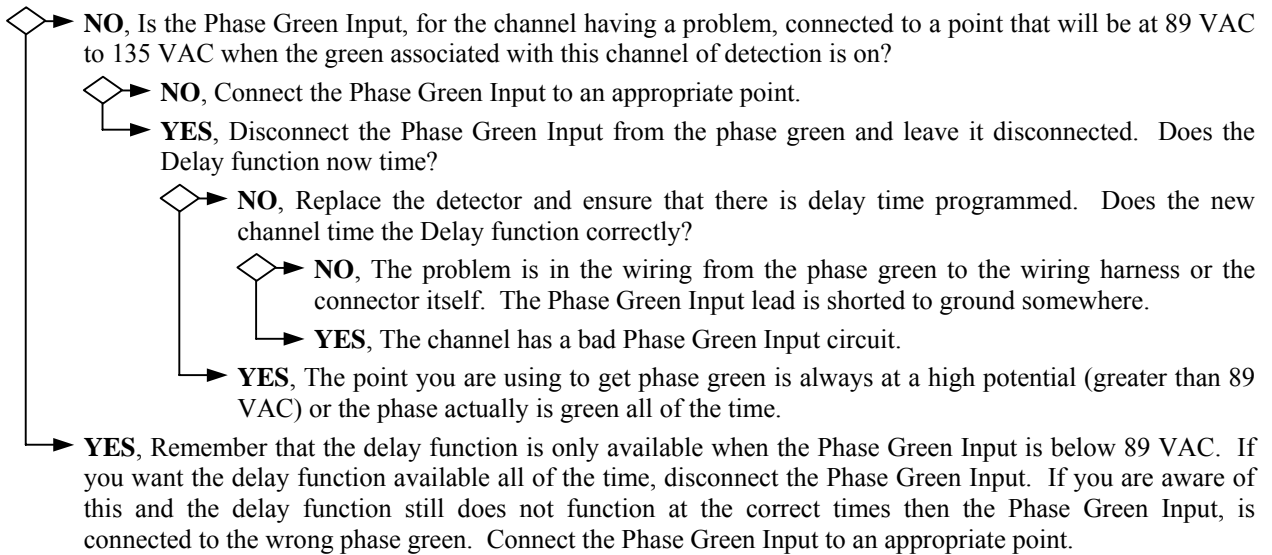 NO, Is the Phase Green Input, for the channel having a problem, connected to a point that will be at 89 VAC
to 135 VAC when the green associated with this channel of detection is on?
NO, Connect the Phase Green Input to an appropriate point.
YES, Disconnect the Phase Green Input from the phase green and leave it disconnected. Does the
Delay function now time?
NO, Replace the detector and ensure that there is delay time programmed. Does the new
channel time the Delay function correctly?
NO, The problem is in the wiring from the phase green to the wiring harness or the
connector itself. The Phase Green Input lead is shorted to ground somewhere.
YES, The channel has a bad Phase Green Input circuit.
YES, The point you are using to get phase green is always at a high potential (greater than 89
VAC) or the phase actually is green all of the time.
YES, Remember that the delay function is only available when the Phase Green Input is below 89 VAC. If
you want the delay function available all of the time, disconnect the Phase Green Input. If you are aware of
this and the delay function still does not function at the correct times then the Phase Green Input, is
connected to the wrong phase green. Connect the Phase Green Input to an appropriate point.